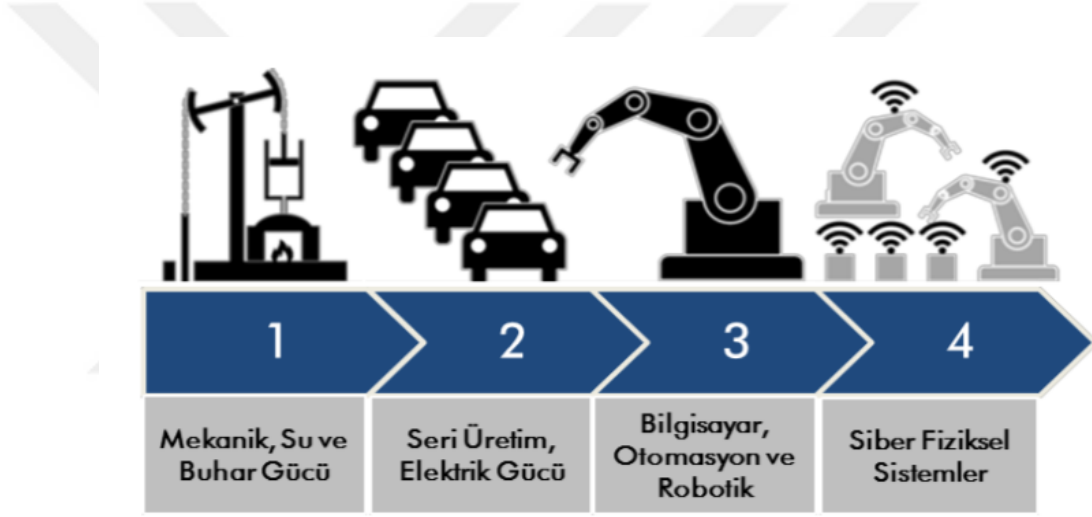 1
2
3
4
Mekanik, Su ve
Buhar Gücü
Seri Üretim,
Elektrik Gücü
Bilgisayar,
Otomasyon ve
Robotik
Siber Fiziksel
Sistemler